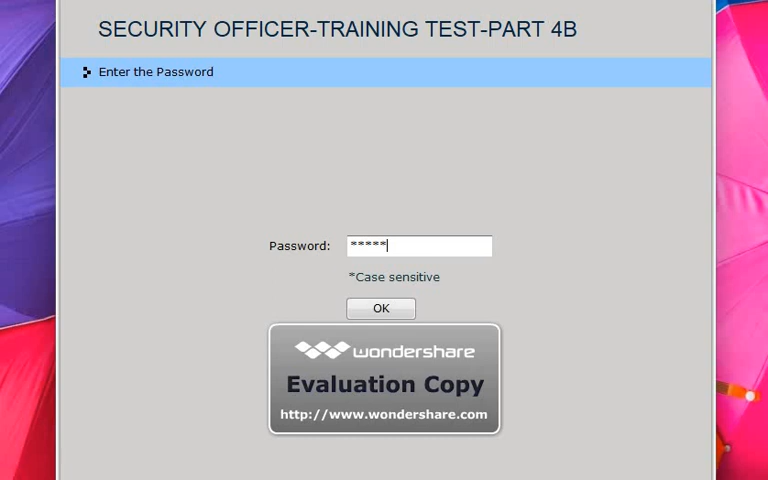 SECURITY OFFICER-TRAINING TEST-PART 4B
Enter the Password
Password: *****
*Case sensitive
OK
wondershare
Evaluation Copy
http://www.wondershare.com